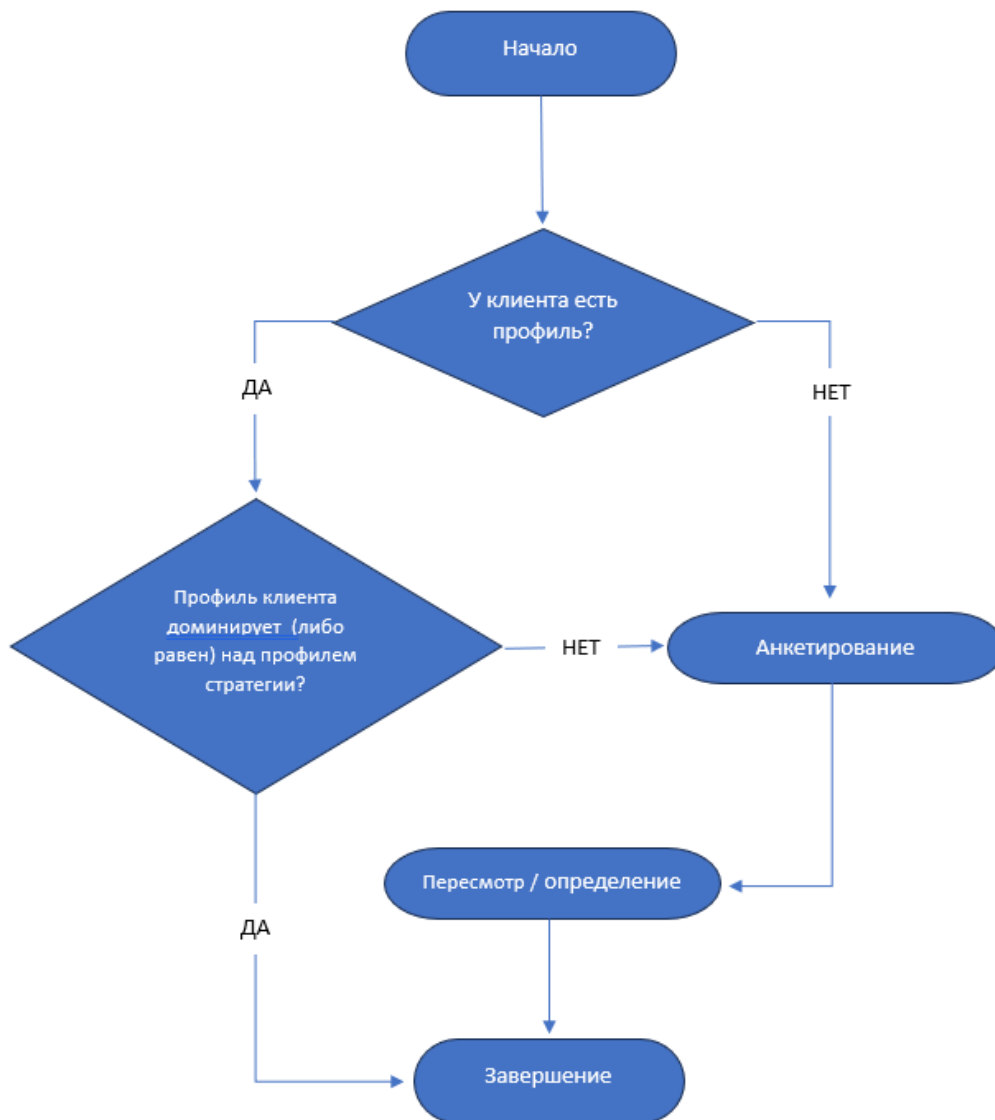 Начало
У клиента есть
профиль?
ДА
НЕТ
Профиль клиента
доминирует (либо
равен) над профилем
стратегии?
НЕТ
Анкетирование
Пересмотр / определение
ДА
Завершение